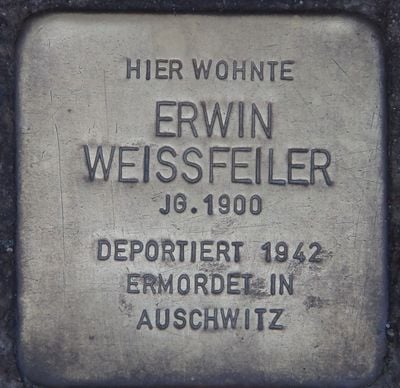 HIER WOHNTE
ERWIN
WEISSFEILER
JG. 1900
DEPORTIERT 1942
ERMORDET IN
AUSCHWITZ